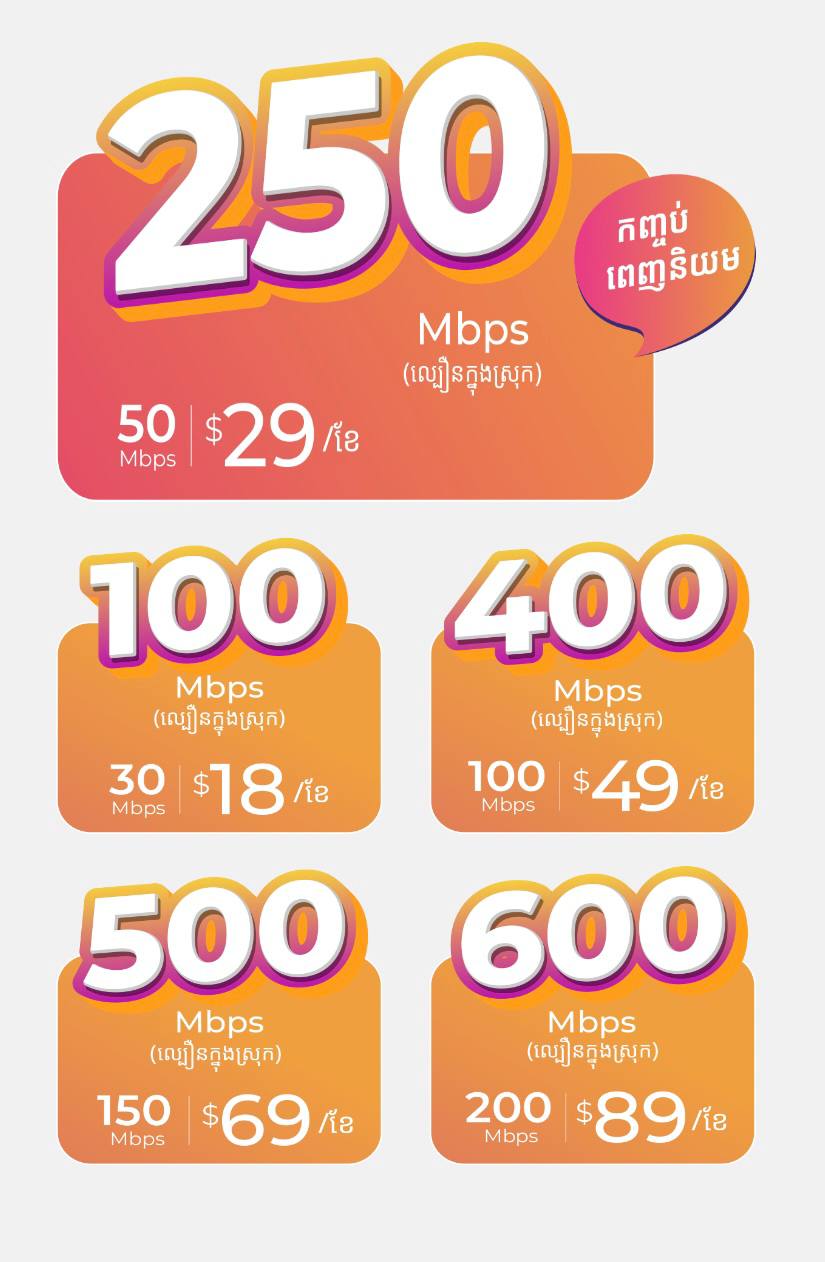 250
កញ្ចប់
ពេញនិយម
Mbps
(ល្បឿនក្នុងស្រុក)
50
Mbps
$29/ខែ
100
Mbps
(ល្បឿនក្នុងស្រុក)
30
Mbps
$18/ខែ
400
Mbps
(ល្បឿនក្នុងស្រុក)
100
Mbps
$49/ខែ
500
Mbps
(ល្បឿនក្នុងស្រុក)
150
Mbps
$69/ខែ
600
Mbps
(ល្បឿនក្នុងស្រុក)
200
Mbps
$89/ខែ